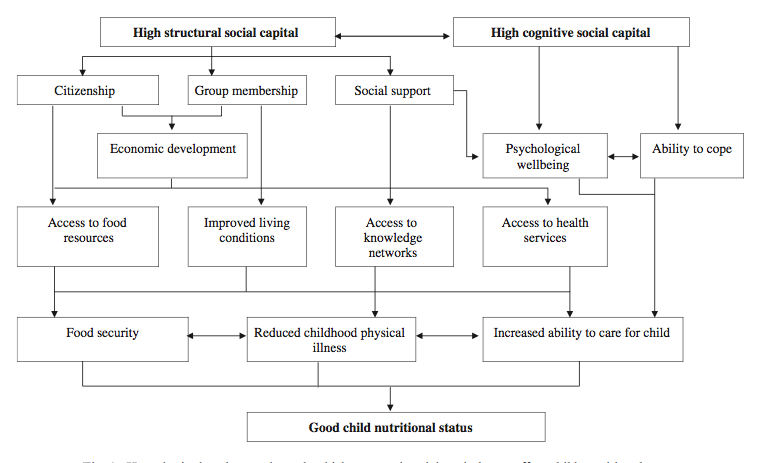 High structural social capital
High cognitive social capital
Citizenship
Group membership
Social support
Economic development
Psychological
wellbeing
Ability to cope
Access to food
resources
Improved living
conditions
Access to
knowledge
networks
Access to health
services
Food security
Reduced childhood physical
illness
Increased ability to care for child
Good child nutritional status